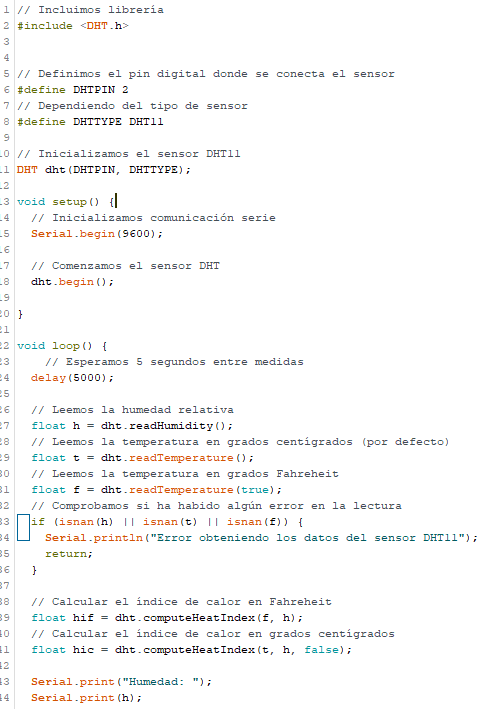 1 // Incluimos librería
2 #include <DHT.h>
3
4
5 // Definimos el pin digital donde se conecta el sensor
6 #define DHTPIN 2
7 // Dependiendo del tipo de sensor
8 #define DHTTYPE DHT11
9
10 // Inicializamos el sensor DHT11
11 DHT dht(DHTPIN, DHTTYPE);
12
13 void setup() {
14 // Inicializamos comunicación serie
15 Serial.begin(9600);
16
17 // Comenzamos el sensor DHT
18 dht.begin();
19
20 }
21
22 void loop() {
23 // Esperamos 5 segundos entre medidas
24 delay(5000);
25
26 // Leemos la humedad relativa
27 float h = dht.readHumidity();
28 // Leemos la temperatura en grados centígrados (por defecto)
29 float t = dht.readTemperature();
30 // Leemos la temperatura en grados Fahreheit
31 float f = dht.readTemperature(true);
32 // Comprobamos si ha habido algún error en la lectura
33 if (isnan(h) || isnan(t) || isnan(f)) {
34 Serial.println("Error obteniendo los datos del sensor DHT11");
35 return;
36 }
37
38 // Calcular el índice de calor en Fahreheit
39 float hif = dht.computeHeatIndex(f, h);
40 // Calcular el índice de calor en grados centígrados
41 float hic = dht.computeHeatIndex(t, h, false);
42
43 Serial.print("Humedad: ");
44 Serial.print(h);